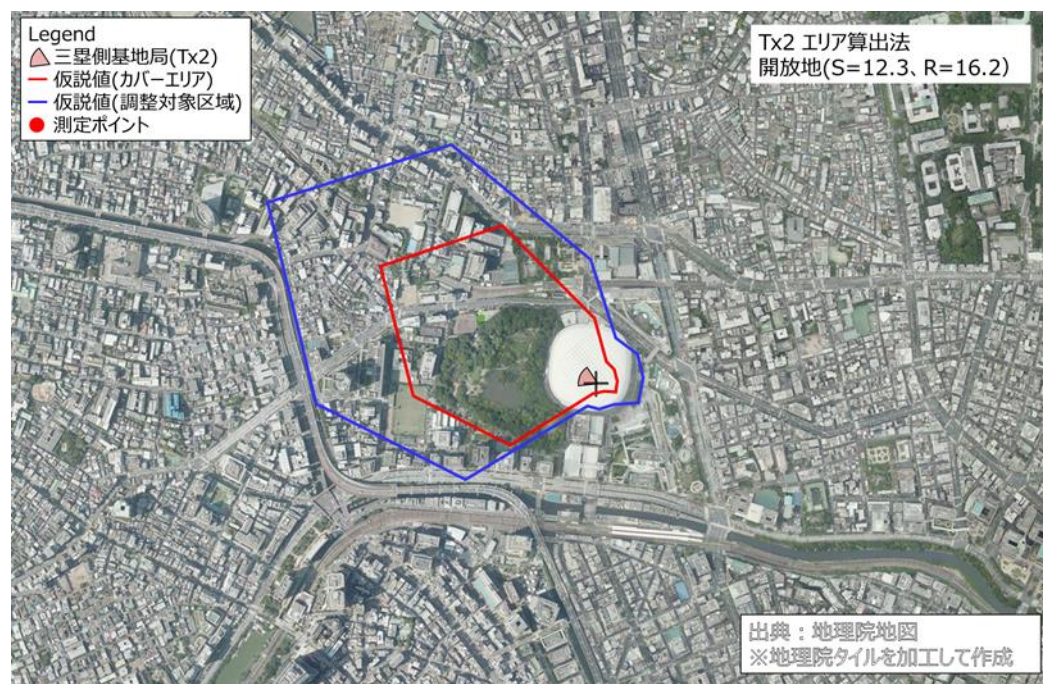 Legend
三塁側基地局(Tx2)
仮説値(カバーエリア)
仮説値(調整対象区域)
測定ポイント
Tx2 エリア算出法
開放地(S=12.3、R=16.2)
出典：地理院地図
※地理院タイルを加工して作成